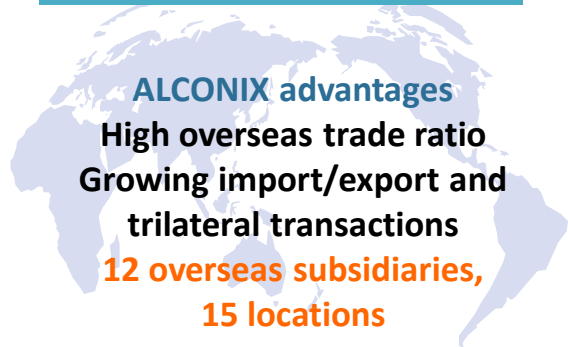 ALCONIX advantages
High overseas trade ratio
Growing import/export and
trilateral transactions
12 overseas subsidiaries,
15 locations